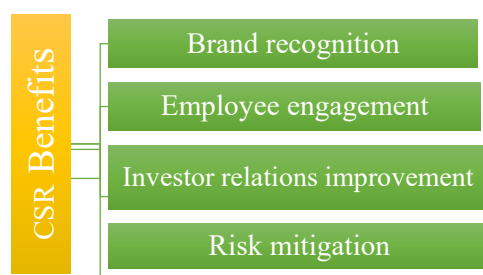 CSR Benefits
Brand recognition
Employee engagement
Investor relations improvement
Risk mitigation